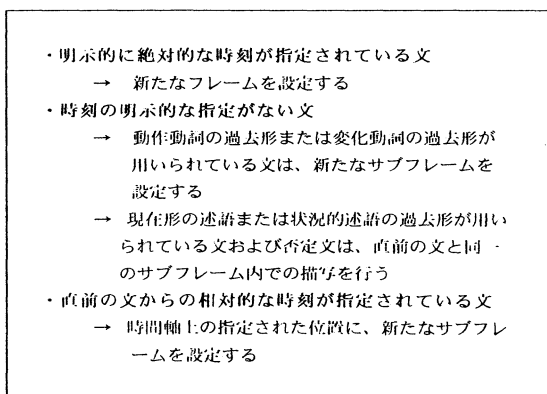 ・明示的に絶対的な時刻が指定されている文
→ 新たなフレームを設定する
・時刻の明示的な指定がない文
→ 動作動詞の過去形または変化動詞の過去形が
用いられている文は、新たなサブフレームを
設定する
→ 現在形の述語または状況的述語の過去形が用い
られている文および否定文は、直前の文と同一
のサブフレーム内での描写を行う
・直前の文からの相対的な時刻が指定されている文
→ 時間軸上の指定された位置に、新たなサブフレ
ームを設定する